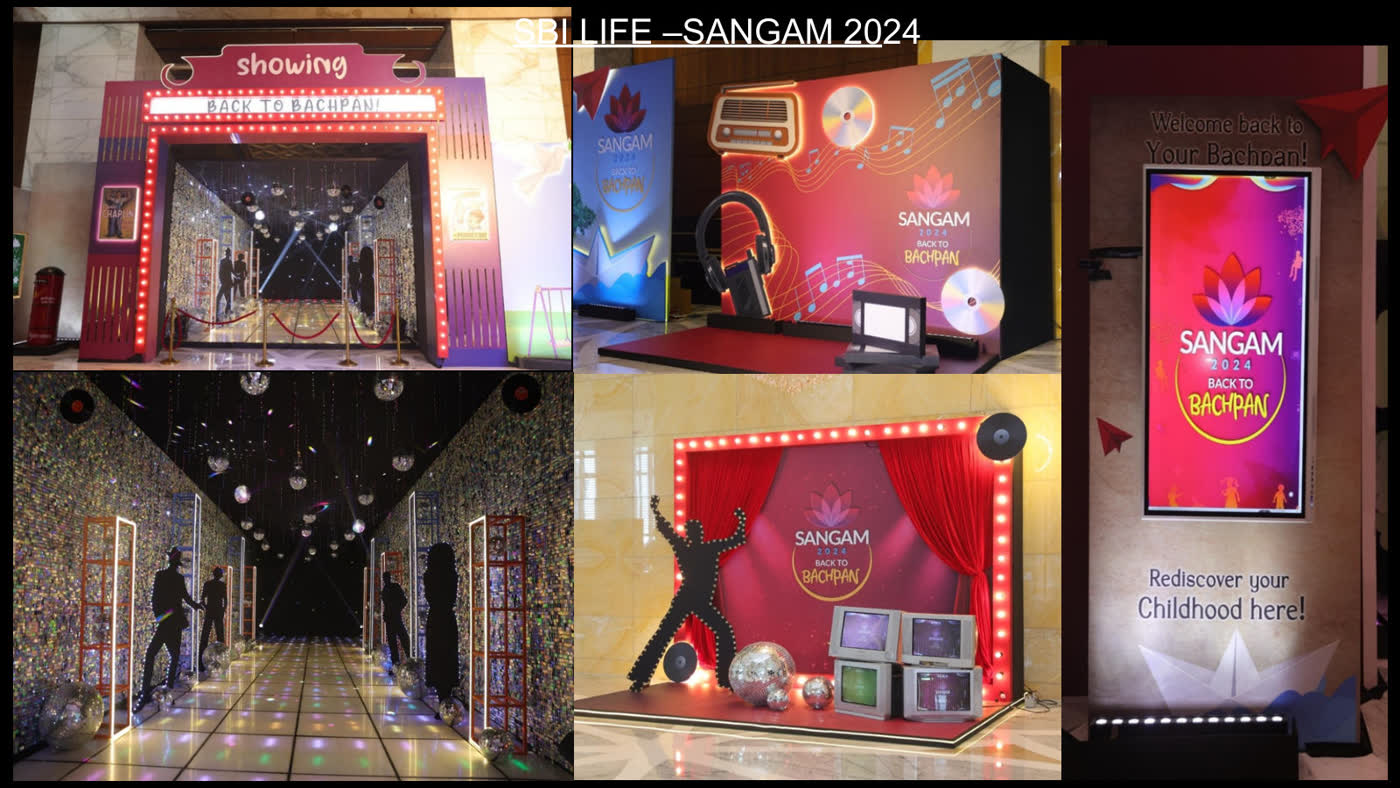 SBI LIFE –SANGAM 2024
showing
BACK TO BACHPAN!
CHAPLIN
SANGAM
2024
BACK TO
BACHPAN
SANGAM
2024
BACK TO
BACHPAN
Welcome back to
Your Bachpan!
SANGAM
2024
BACK TO
BACHPAN
Rediscover your
Childhood here!
SANGAM
2024
BACK TO
BACHPAN